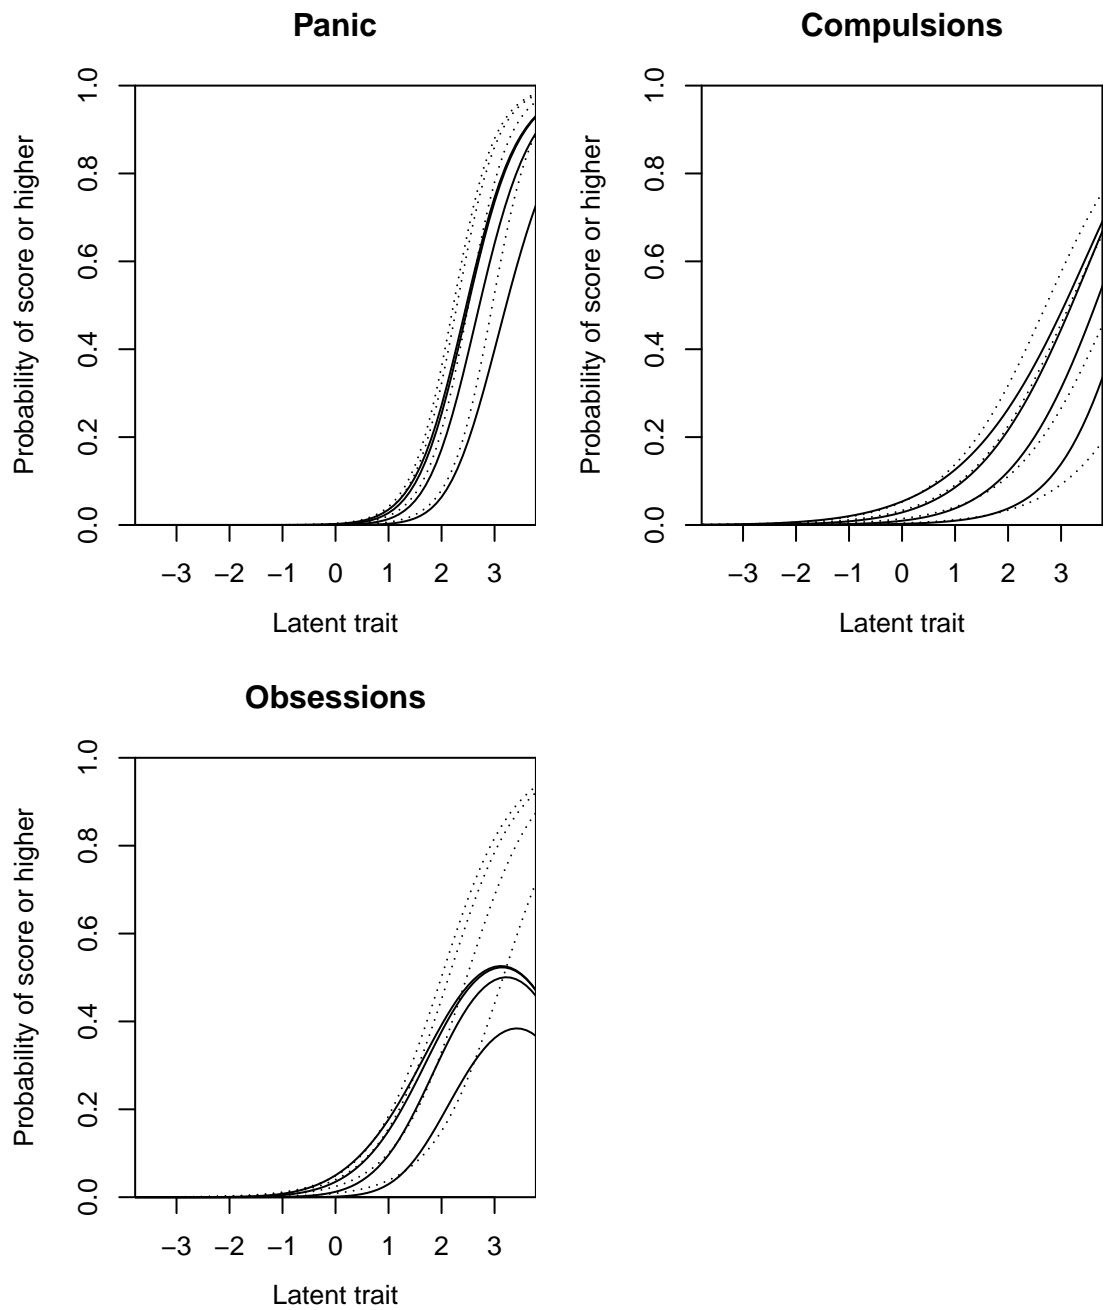 Panic
Probability of score or higher
0.0 0.2 0.4 0.6 0.8 1.0
−3 −2 −1 0 1 2 3
Latent trait
Compulsions
Probability of score or higher
0.0 0.2 0.4 0.6 0.8 1.0
−3 −2 −1 0 1 2 3
Latent trait
Obsessions
Probability of score or higher
0.0 0.2 0.4 0.6 0.8 1.0
−3 −2 −1 0 1 2 3
Latent trait